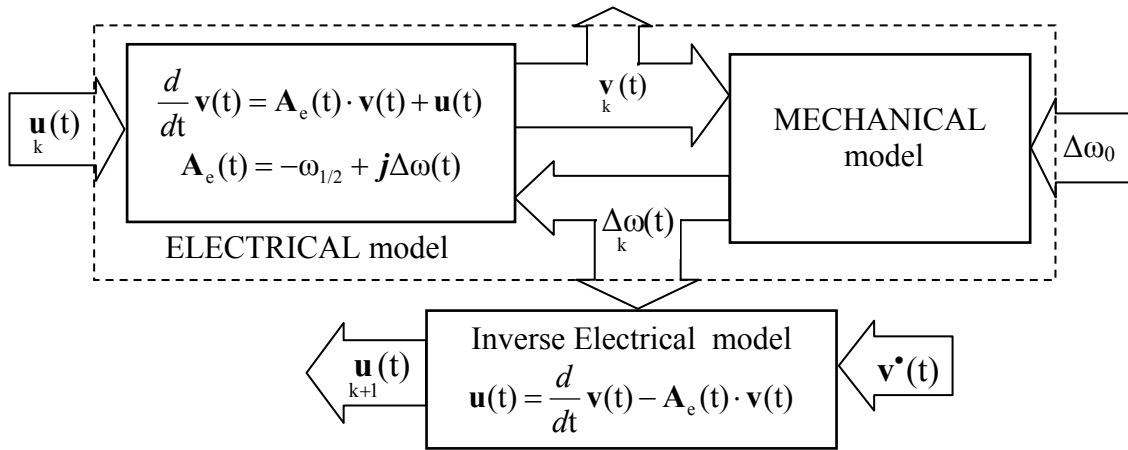 u(t)
k
d/dt v(t) = A_e(t) · v(t) + u(t)
A_e(t) = −ω_1/2 + jΔω(t)
ELECTRICAL model
v(t)
k
Δω(t)
k
MECHANICAL
model
Δω_0
Inverse Electrical model
u(t) = d/dt v(t) − A_e(t) · v(t)
u(t)
k+1
v•(t)